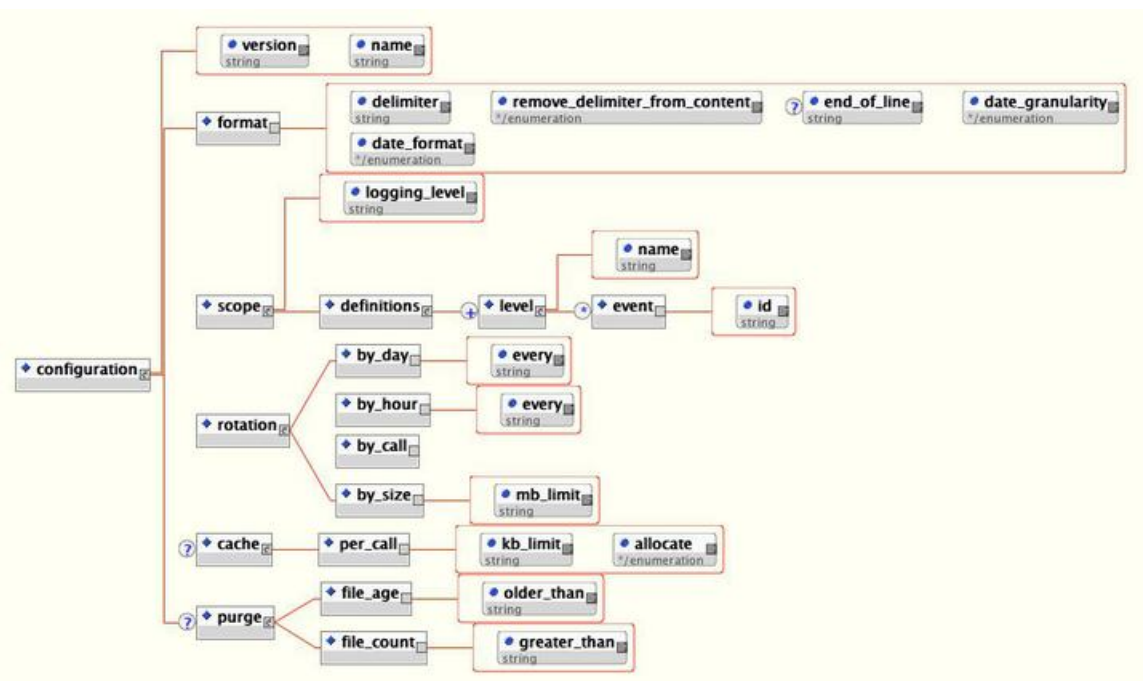 version name
string string
delimiter remove_delimiter_from_content ? end_of_line date_granularity
string */enumeration string */enumeration
format
date_format
*/enumeration
logging_level
string
name
string
scope definitions + level * event id
string
configuration
by_day every
string
by_hour every
string
rotation
by_call
by_size mb_limit
string
? cache per_call kb_limit allocate
string */enumeration
file_age older_than
string
? purge
file_count greater_than
string